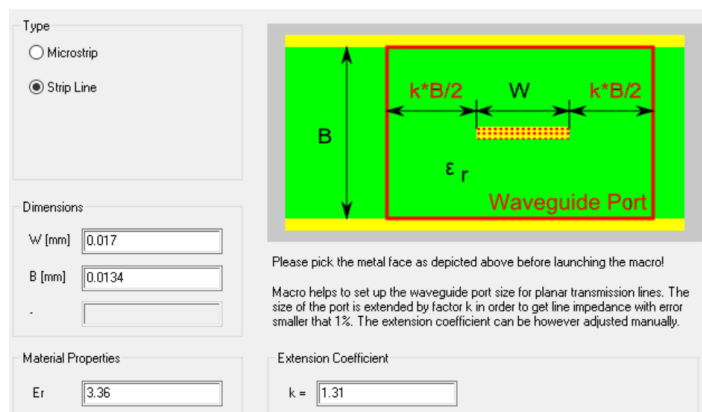 Type
Microstrip
Strip Line
k*B/2 W k*B/2
B
εr
Waveguide Port
Dimensions
W [mm] 0.017
B [mm] 0.0134
-
Please pick the metal face as depicted above before launching the macro!
Macro helps to set up the waveguide port size for planar transmission lines. The
size of the port is extended by factor k in order to get line impedance with error
smaller that 1%. The extension coefficient can be however adjusted manually.
Material Properties
Er 3.36
Extension Coefficient
k = 1.31